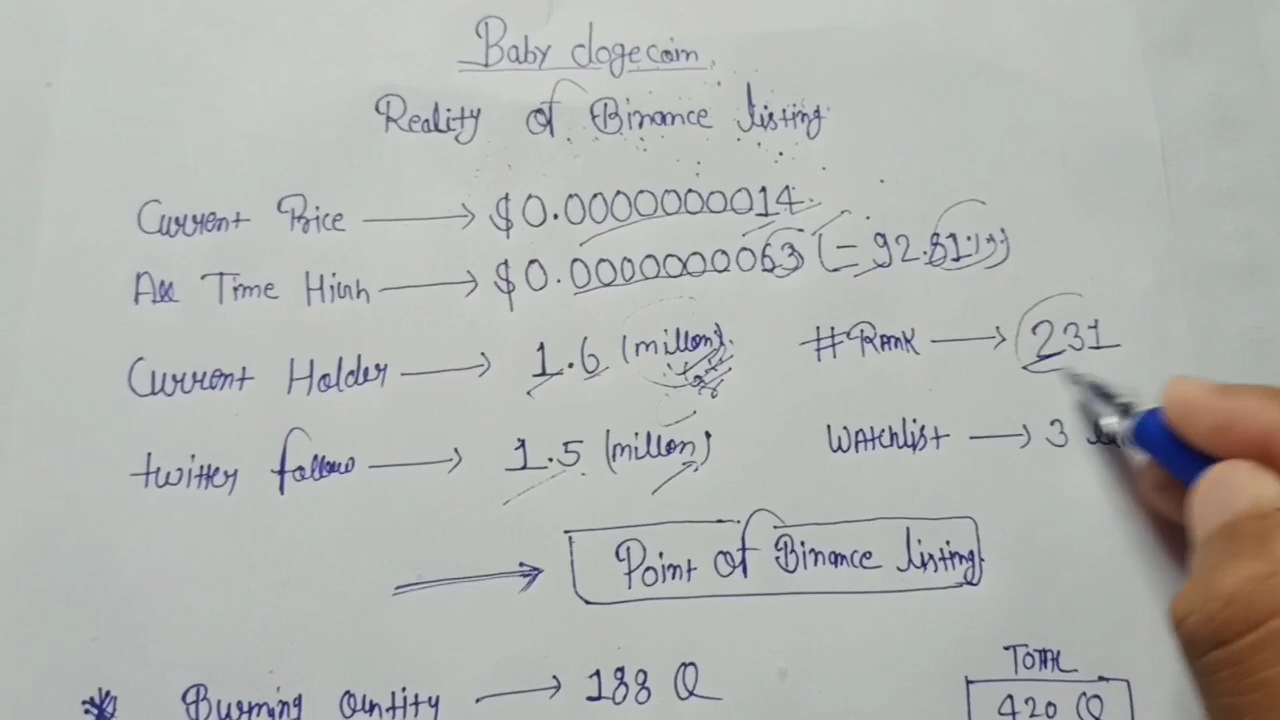 Baby dogecoin
Reality of Binance listing
Current Price → $0.0000000014
All Time High → $0.0000000063 (-92.81%)
Current Holder → 1.6 (millon)
#Rank → 231
twitter follow → 1.5 (millon)
Watchlist → 3
Point of Binance listing
Burning Quntity → 188 Q
Total
420 Q